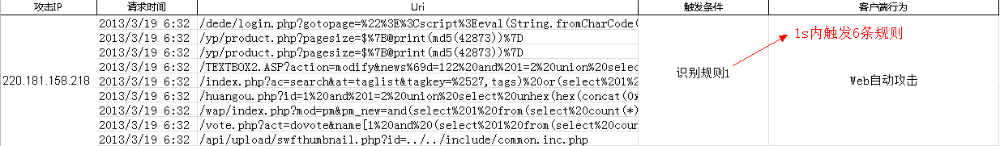 攻击IP 请求时间 Uri 触发条件 客户端行为
2013/3/19 6:32 /dede/login.php?gotopage=%22%3E%3Cscript%3Eeval(String.fromCharCode(
2013/3/19 6:32 /yp/product.php?pagesize=$%7B@print(md5(42873))%7D
1s内触发6条规则
2013/3/19 6:32 /yp/product.php?pagesize=$%7B@print(md5(42873))%7D
2013/3/19 6:32 /TEXTBOX2.ASP?action=modify&news%69d=122%20and%201=2%20union%20selec
220.181.158.218 2013/3/19 6:32 /index.php?ac=search&at=taglist&tagkey=%2527,tags)%20or(select%201%2 识别规则1 Web自动攻击
2013/3/19 6:32 /huangou.php?id=1%20and%201=2%20union%20select%20unhex(hex(concat(0x
2013/3/19 6:32 /wap/index.php?mod=pm&pm_new=and(select%201%20from(select%20count(*)
2013/3/19 6:32 /vote.php?act=dovote&name[1%20and%20(select%201%20from(select%20coun
2013/3/19 6:32 /api/upload/swfthumbnail.php?id=../../include/common.inc.php